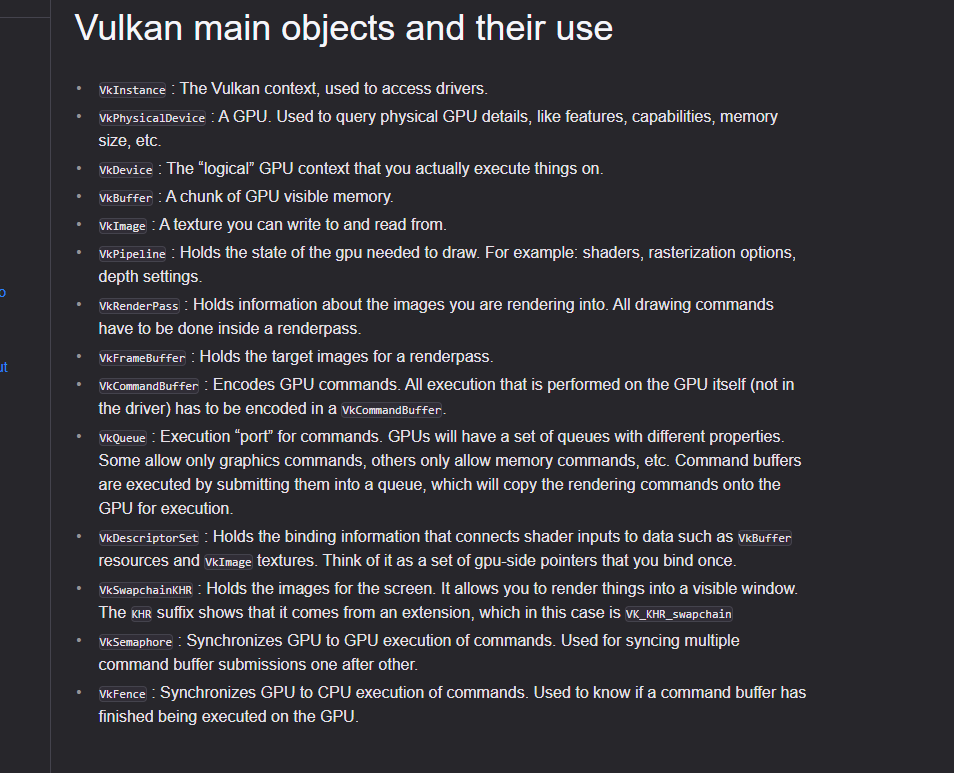 Vulkan main objects and their use
• VkInstance : The Vulkan context, used to access drivers.
• VkPhysicalDevice : A GPU. Used to query physical GPU details, like features, capabilities, memory
size, etc.
• VkDevice : The “logical” GPU context that you actually execute things on.
• VkBuffer : A chunk of GPU visible memory.
• VkImage : A texture you can write to and read from.
• VkPipeline : Holds the state of the gpu needed to draw. For example: shaders, rasterization options,
depth settings.
• VkRenderPass : Holds information about the images you are rendering into. All drawing commands
have to be done inside a renderpass.
• VkFrameBuffer : Holds the target images for a renderpass.
• VkCommandBuffer : Encodes GPU commands. All execution that is performed on the GPU itself (not in
the driver) has to be encoded in a VkCommandBuffer.
• VkQueue : Execution “port” for commands. GPUs will have a set of queues with different properties.
Some allow only graphics commands, others only allow memory commands, etc. Command buffers
are executed by submitting them into a queue, which will copy the rendering commands onto the
GPU for execution.
• VkDescriptorSet : Holds the binding information that connects shader inputs to data such as VkBuffer
resources and VkImage textures. Think of it as a set of gpu-side pointers that you bind once.
• VkSwapchainKHR : Holds the images for the screen. It allows you to render things into a visible window.
The KHR suffix shows that it comes from an extension, which in this case is VK_KHR_swapchain
• VkSemaphore : Synchronizes GPU to GPU execution of commands. Used for syncing multiple
command buffer submissions one after other.
• VkFence : Synchronizes GPU to CPU execution of commands. Used to know if a command buffer has
finished being executed on the GPU.